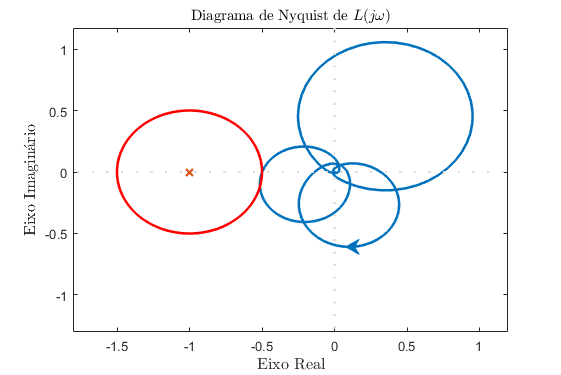 Diagrama de Nyquist de L(jω)
Eixo Imaginário
1
0.5
0
-0.5
-1
-1.5 -1 -0.5 0 0.5 1
Eixo Real